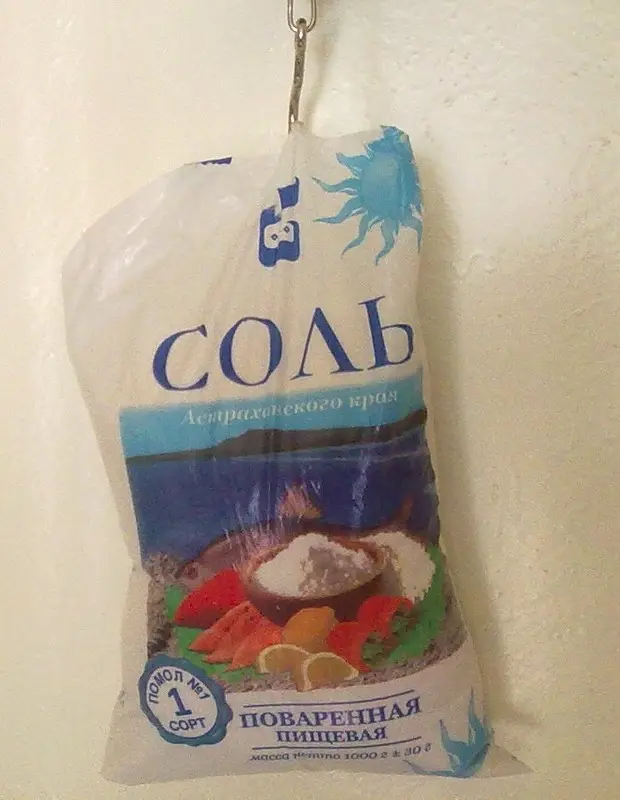 СОЛЬ
Астраханского края
ПОМОЛ №1
1
СОРТ
ПОВАРЕННАЯ
ПИЩЕВАЯ
масса нетто 1000 г ± 30 г